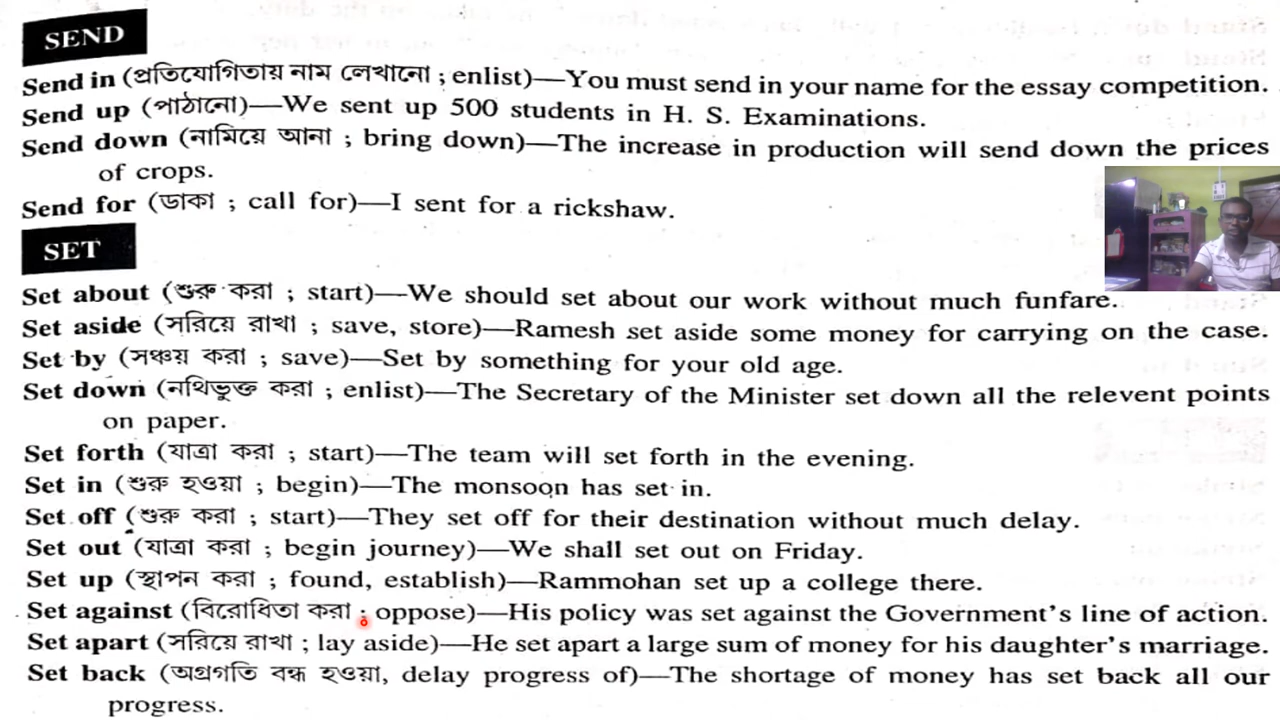 SEND
Send in (প্রতিযোগিতায় নাম লেখানো ; enlist)—You must send in your name for the essay competition.
Send up (পাঠানো)—We sent up 500 students in H. S. Examinations.
Send down (নামিয়ে আনা ; bring down)—The increase in production will send down the prices
of crops.
Send for (ডাকা ; call for)—I sent for a rickshaw.
SET
Set about (শুরু করা ; start)—We should set about our work without much funfare.
Set aside (সরিয়ে রাখা ; save, store)—Ramesh set aside some money for carrying on the case.
Set by (সঞ্চয় করা ; save)—Set by something for your old age.
Set down (নথিভুক্ত করা ; enlist)—The Secretary of the Minister set down all the relevent points
on paper.
Set forth (যাত্রা করা ; start)—The team will set forth in the evening.
Set in (শুরু হওয়া ; begin)—The monsoon has set in.
Set off (শুরু করা ; start)—They set off for their destination without much delay.
Set out (যাত্রা করা ; begin journey)—We shall set out on Friday.
Set up (স্থাপন করা ; found, establish)—Rammohan set up a college there.
Set against (বিরোধিতা করা ; oppose)—His policy was set against the Government's line of action.
Set apart (সরিয়ে রাখা ; lay aside)—He set apart a large sum of money for his daughter's marriage.
Set back (অগ্রগতি বন্ধ হওয়া, delay progress of)—The shortage of money has set back all our
progress.